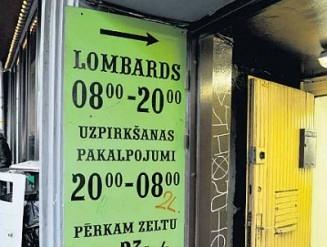 LOMBARDS
08⁰⁰-20⁰⁰
UZPIRKŠANAS
PAKALPOJUMI
20⁰⁰-08⁰⁰
PĒRKAM ZELTU